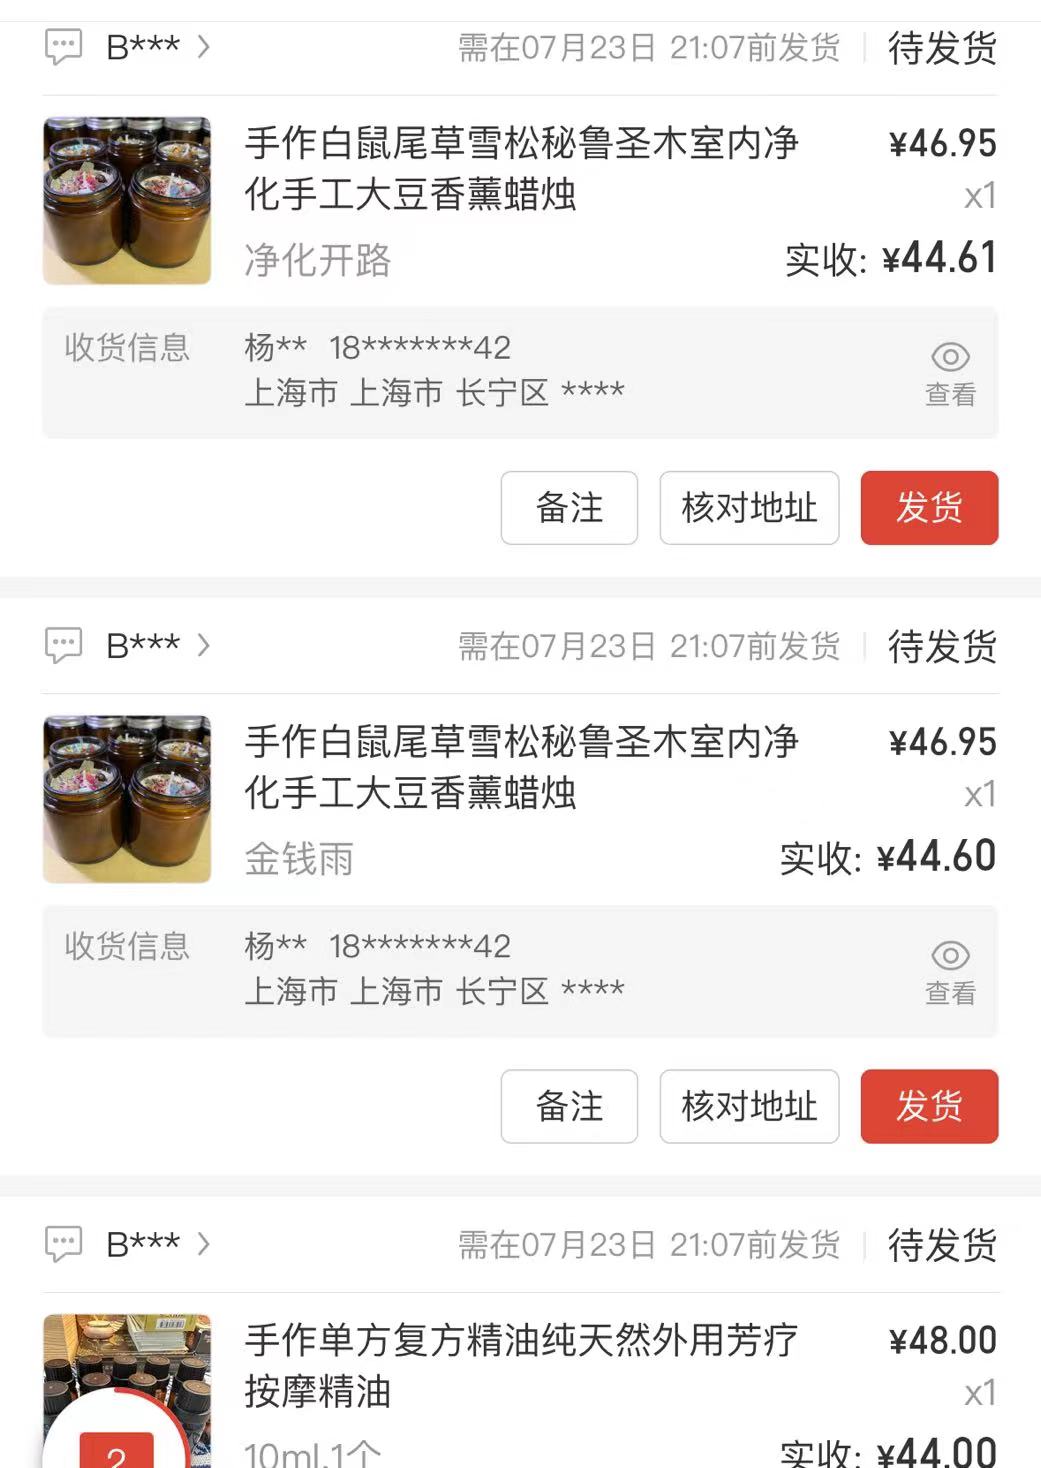 B*** 需在07月23日 21:07前发货 待发货
手作白鼠尾草雪松秘鲁圣木室内净 ¥46.95
化手工大豆香薰蜡烛 x1
净化开路 实收: ¥44.61
收货信息 杨** 18*******42
上海市 上海市 长宁区 ****
查看
备注 核对地址 发货
B*** 需在07月23日 21:07前发货 待发货
手作白鼠尾草雪松秘鲁圣木室内净 ¥46.95
化手工大豆香薰蜡烛 x1
金钱雨 实收: ¥44.60
收货信息 杨** 18*******42
上海市 上海市 长宁区 ****
查看
备注 核对地址 发货
B*** 需在07月23日 21:07前发货 待发货
手作单方复方精油纯天然外用芳疗 ¥48.00
按摩精油 x1
10ml,1个 实收: ¥44.00
2